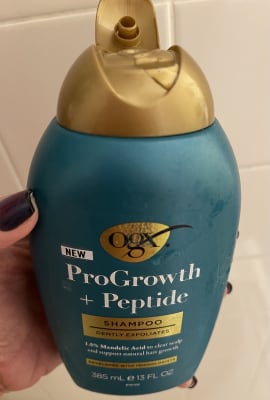 NEW
ogx
ProGrowth
+ Peptide
SHAMPOO
GENTLY EXFOLIATES
1.0% Mandelic Acid to clear scalp
and support natural hair growth
385 mL e 13 FL OZ